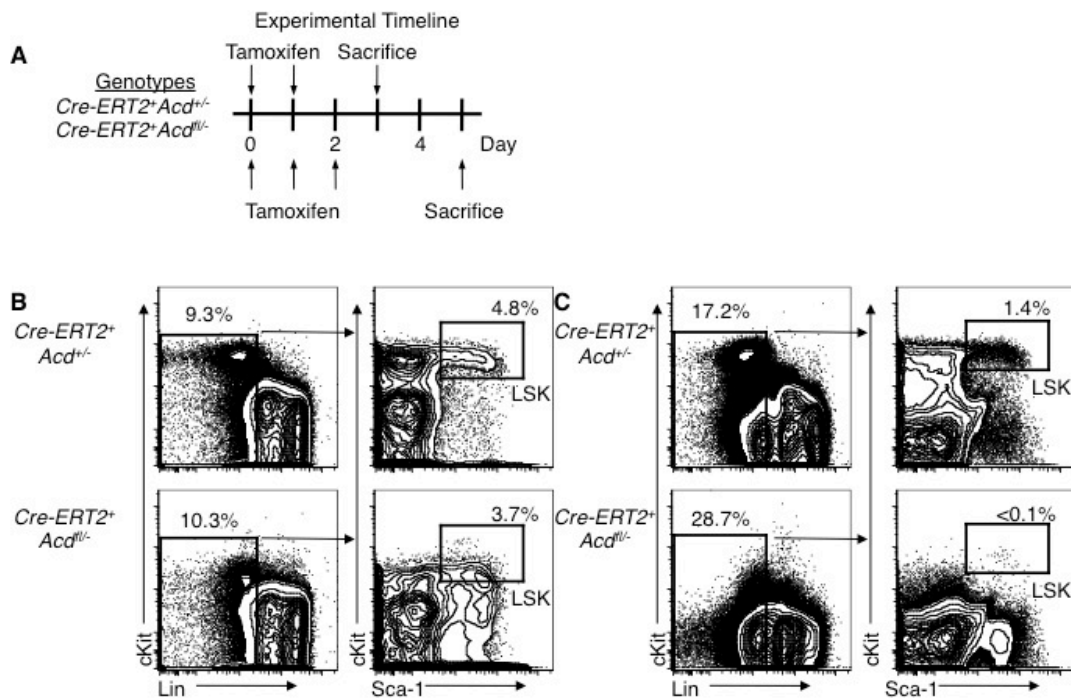 Experimental Timeline
A
Tamoxifen Sacrifice
Genotypes
Cre-ERT2⁺Acd⁺/⁻
Cre-ERT2⁺Acdᶠˡ/⁻
0 2 4 Day
Tamoxifen Sacrifice
B
Cre-ERT2⁺
Acd⁺/⁻
9.3%
4.8%
LSK
Cre-ERT2⁺
Acdᶠˡ/⁻
10.3%
3.7%
LSK
cKit
cKit
Lin
Sca-1
C
Cre-ERT2⁺
Acd⁺/⁻
17.2%
1.4%
LSK
Cre-ERT2⁺
Acdᶠˡ/⁻
28.7%
<0.1%
LSK
cKit
cKit
Lin
Sca-1